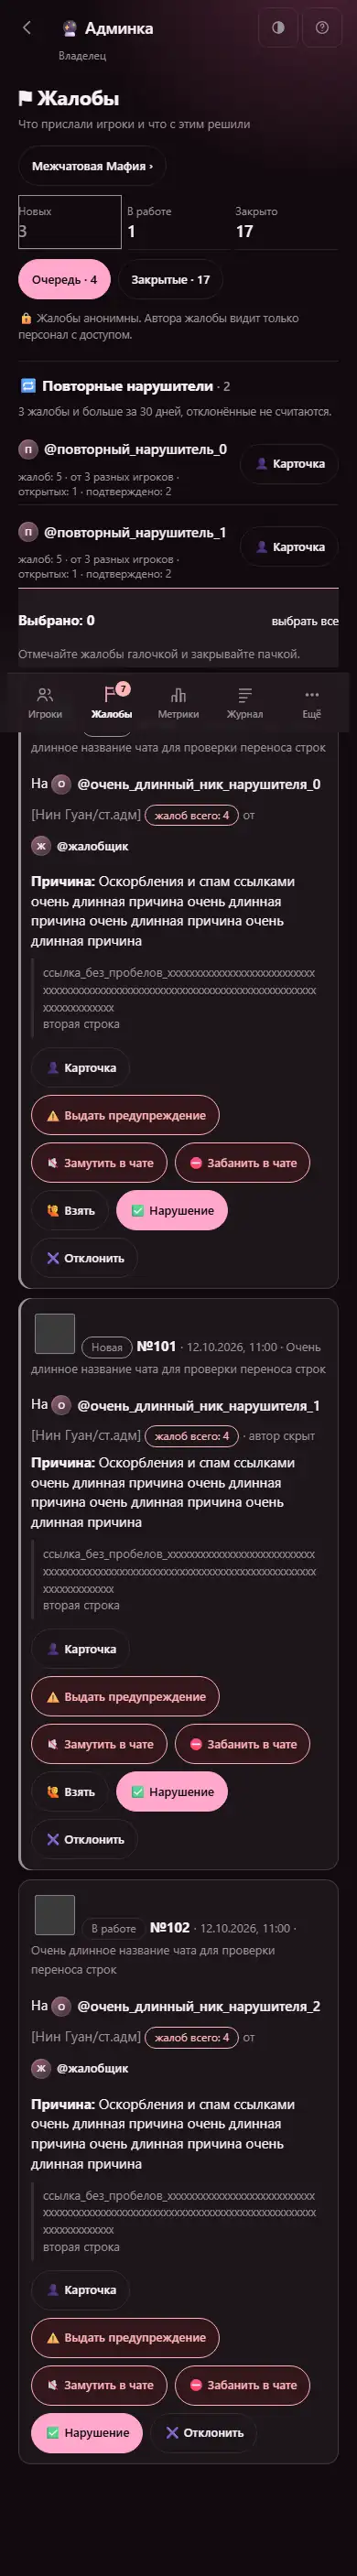 Админка
Владелец
Жалобы
Что прислали игроки и что с этим решили
Межчатовая Мафия ›
Новых
3
В работе
1
Закрыто
17
Очередь · 4
Закрытые · 17
Жалобы анонимны. Автора жалобы видит только
персонал с доступом.
Повторные нарушители · 2
3 жалобы и больше за 30 дней, отклонённые не считаются.
П @повторный_нарушитель_0
жалоб: 5 · от 3 разных игроков ·
открытых: 1 · подтверждено: 2
Карточка
П @повторный_нарушитель_1
жалоб: 5 · от 3 разных игроков ·
открытых: 1 · подтверждено: 2
Карточка
Выбрано: 0
выбрать все
Отмечайте жалобы галочкой и закрывайте пачкой.
7
Игроки
Жалобы
Метрики
Журнал
Ещё
длинное название чата для проверки переноса строк
На О @очень_длинный_ник_нарушителя_0
[Нин Гуан/ст.адм] жалоб всего: 4 от
Ж @жалобщик
Причина: Оскорбления и спам ссылками
очень длинная причина очень длинная
причина очень длинная причина очень
длинная причина
ссылка_без_пробелов_xxxxxxxxxxxxxxxxxxxxxxxxxxx
xxxxxxxxxxxxxxxxxxxxxxxxxxxxxxxxxxxxxxxxxxxxxxxxxx
xxxxxxxxxxxxx
вторая строка
Карточка
Выдать предупреждение
Замутить в чате
Забанить в чате
Взять
Нарушение
Отклонить
Новая №101 · 12.10.2026, 11:00 · Очень
длинное название чата для проверки переноса строк
На О @очень_длинный_ник_нарушителя_1
[Нин Гуан/ст.адм] жалоб всего: 4 · автор скрыт
Причина: Оскорбления и спам ссылками
очень длинная причина очень длинная
причина очень длинная причина очень
длинная причина
ссылка_без_пробелов_xxxxxxxxxxxxxxxxxxxxxxxxxxx
xxxxxxxxxxxxxxxxxxxxxxxxxxxxxxxxxxxxxxxxxxxxxxxxxx
xxxxxxxxxxxxx
вторая строка
Карточка
Выдать предупреждение
Замутить в чате
Забанить в чате
Взять
Нарушение
Отклонить
В работе №102 · 12.10.2026, 11:00 ·
Очень длинное название чата для проверки
переноса строк
На О @очень_длинный_ник_нарушителя_2
[Нин Гуан/ст.адм] жалоб всего: 4 от
Ж @жалобщик
Причина: Оскорбления и спам ссылками
очень длинная причина очень длинная
причина очень длинная причина очень
длинная причина
ссылка_без_пробелов_xxxxxxxxxxxxxxxxxxxxxxxxxxx
xxxxxxxxxxxxxxxxxxxxxxxxxxxxxxxxxxxxxxxxxxxxxxxxxx
xxxxxxxxxxxxx
вторая строка
Карточка
Выдать предупреждение
Замутить в чате
Забанить в чате
Нарушение
Отклонить